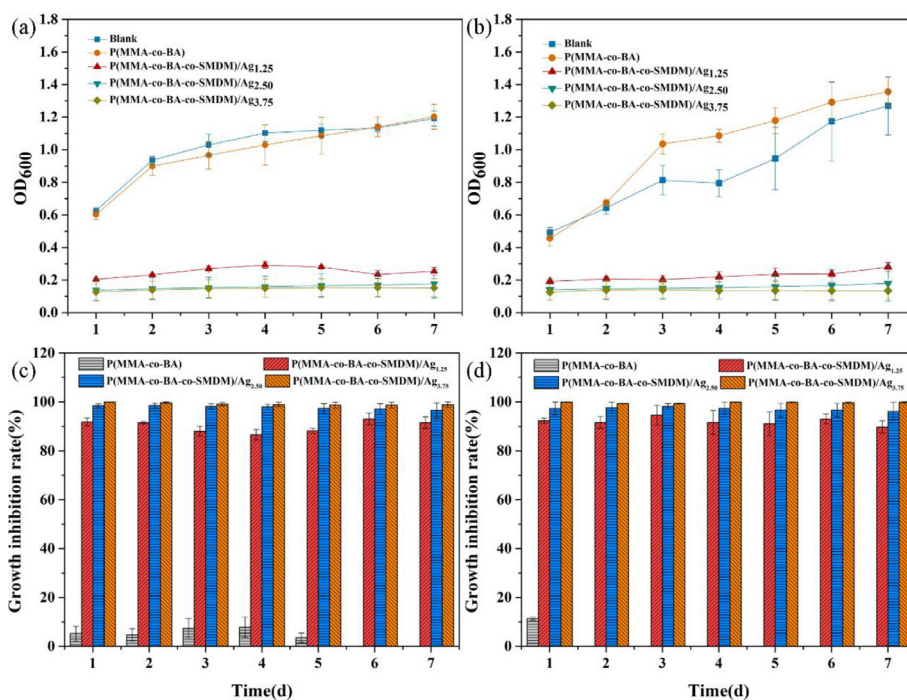 (a)
1.8
1.6
1.4
1.2
1.0
0.8
0.6
0.4
0.2
0.0
OD600
Blank
P(MMA-co-BA)
P(MMA-co-BA-co-SMDM)/Ag1.25
P(MMA-co-BA-co-SMDM)/Ag2.50
P(MMA-co-BA-co-SMDM)/Ag3.75
1 2 3 4 5 6 7
(b)
1.8
1.6
1.4
1.2
1.0
0.8
0.6
0.4
0.2
0.0
OD600
Blank
P(MMA-co-BA)
P(MMA-co-BA-co-SMDM)/Ag1.25
P(MMA-co-BA-co-SMDM)/Ag2.50
P(MMA-co-BA-co-SMDM)/Ag3.75
1 2 3 4 5 6 7
(c)
120
100
80
60
40
20
0
Growth inhibition rate(%)
P(MMA-co-BA) P(MMA-co-BA-co-SMDM)/Ag1.25
P(MMA-co-BA-co-SMDM)/Ag2.50 P(MMA-co-BA-co-SMDM)/Ag3.75
1 2 3 4 5 6 7
Time(d)
(d)
120
100
80
60
40
20
0
Growth inhibition rate(%)
P(MMA-co-BA) P(MMA-co-BA-co-SMDM)/Ag1.25
P(MMA-co-BA-co-SMDM)/Ag2.50 P(MMA-co-BA-co-SMDM)/Ag3.75
1 2 3 4 5 6 7
Time(d)